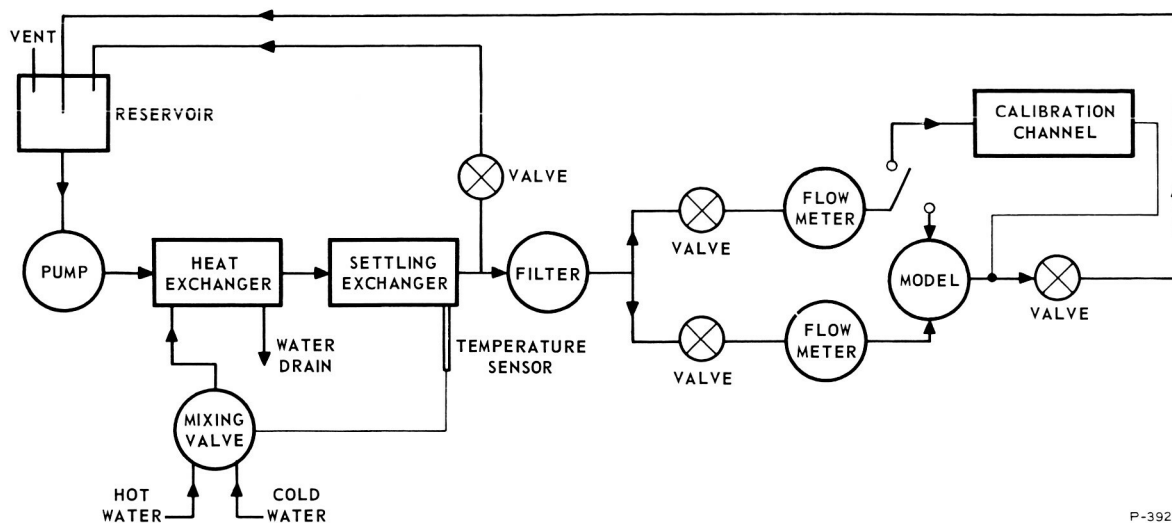 VENT
RESERVOIR
PUMP
HEAT
EXCHANGER
SETTLING
EXCHANGER
VALVE
FILTER
WATER
DRAIN
TEMPERATURE
SENSOR
MIXING
VALVE
HOT
WATER
COLD
WATER
VALVE
FLOW
METER
CALIBRATION
CHANNEL
VALVE
FLOW
METER
MODEL
VALVE
P-392